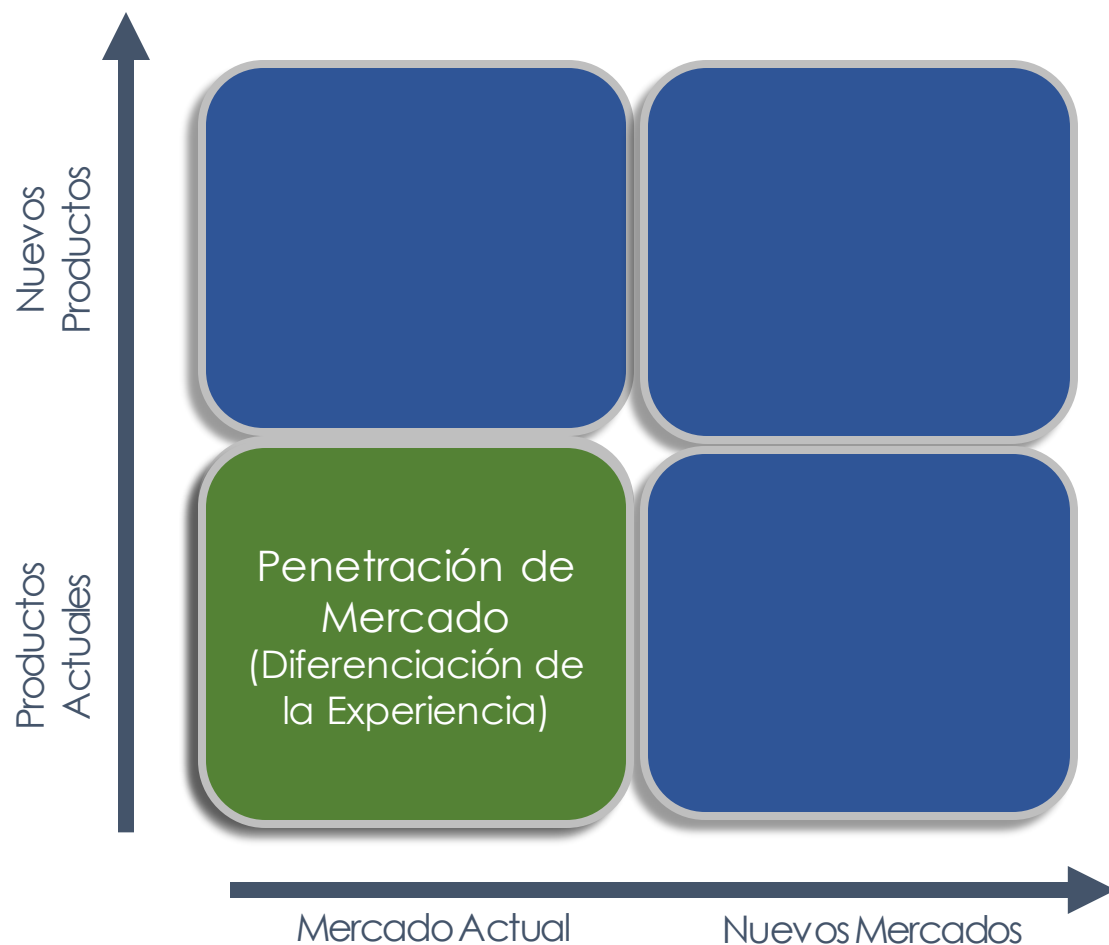 Nuevos
Productos
Productos
Actuales
Penetración de
Mercado
(Diferenciación de
la Experiencia)
Mercado Actual
Nuevos Mercados